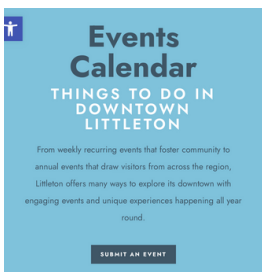 Events
Calendar
THINGS TO DO IN
DOWNTOWN
LITTLETON
From weekly recurring events that foster community to
annual events that draw visitors from across the region,
Littleton offers many ways to explore its downtown with
engaging events and unique experiences happening all year
round.
SUBMIT AN EVENT